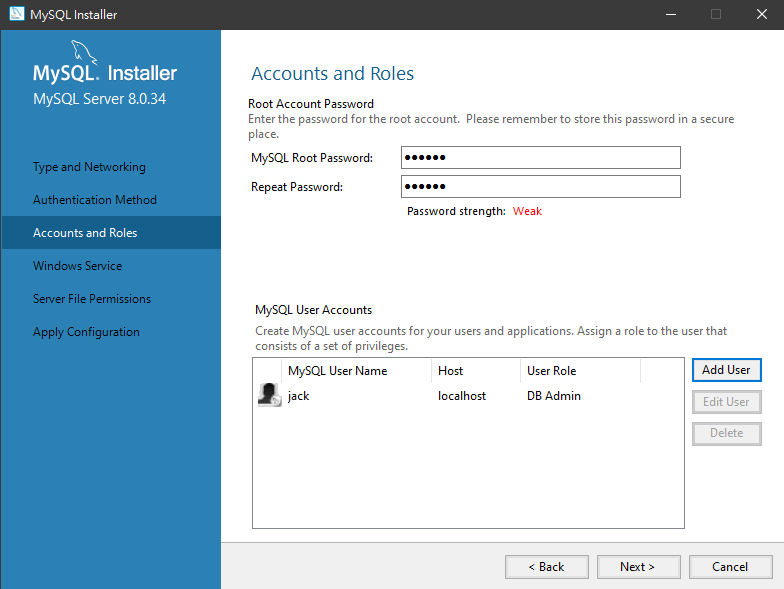 MySQL Installer
MySQL. Installer
MySQL Server 8.0.34
Type and Networking
Authentication Method
Accounts and Roles
Windows Service
Server File Permissions
Apply Configuration
Accounts and Roles
Root Account Password
Enter the password for the root account. Please remember to store this password in a secure
place.
MySQL Root Password: ●●●●●●
Repeat Password: ●●●●●●
Password strength: Weak
MySQL User Accounts
Create MySQL user accounts for your users and applications. Assign a role to the user that
consists of a set of privileges.
MySQL User Name Host User Role
jack localhost DB Admin
Add User
Edit User
Delete
< Back Next > Cancel